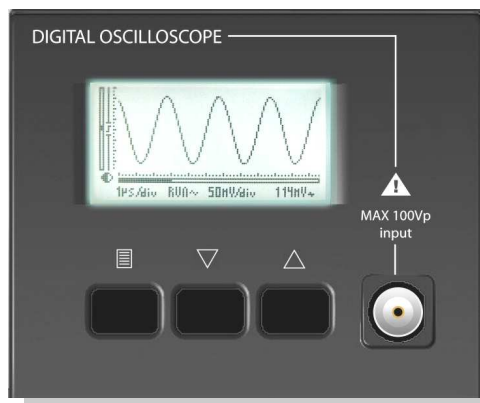 DIGITAL OSCILLOSCOPE
1µs/div RUN~ 50mV/div 114mV~
MAX 100Vp
input